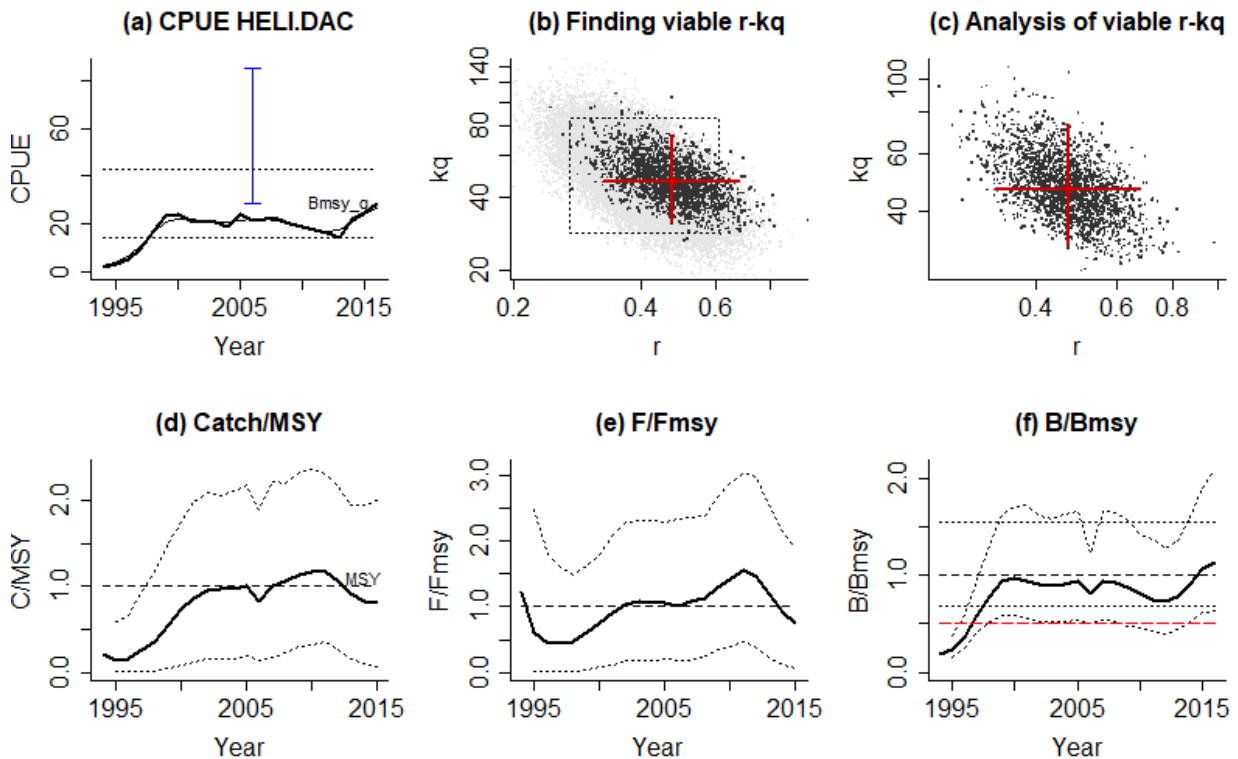 (a) CPUE HELI.DAC
(b) Finding viable r-kq
(c) Analysis of viable r-kq
CPUE
0 20 60
Bmsy_q
1995 2005 2015
Year
kq
20 40 80 140
0.2 0.4 0.6
r
kq
40 60 100
0.4 0.6 0.8
r
(d) Catch/MSY
(e) F/Fmsy
(f) B/Bmsy
C/MSY
0.0 1.0 2.0
MSY
1995 2005 2015
Year
F/Fmsy
0.0 1.0 2.0 3.0
1995 2005 2015
Year
B/Bmsy
0.0 1.0 2.0
1995 2005 2015
Year